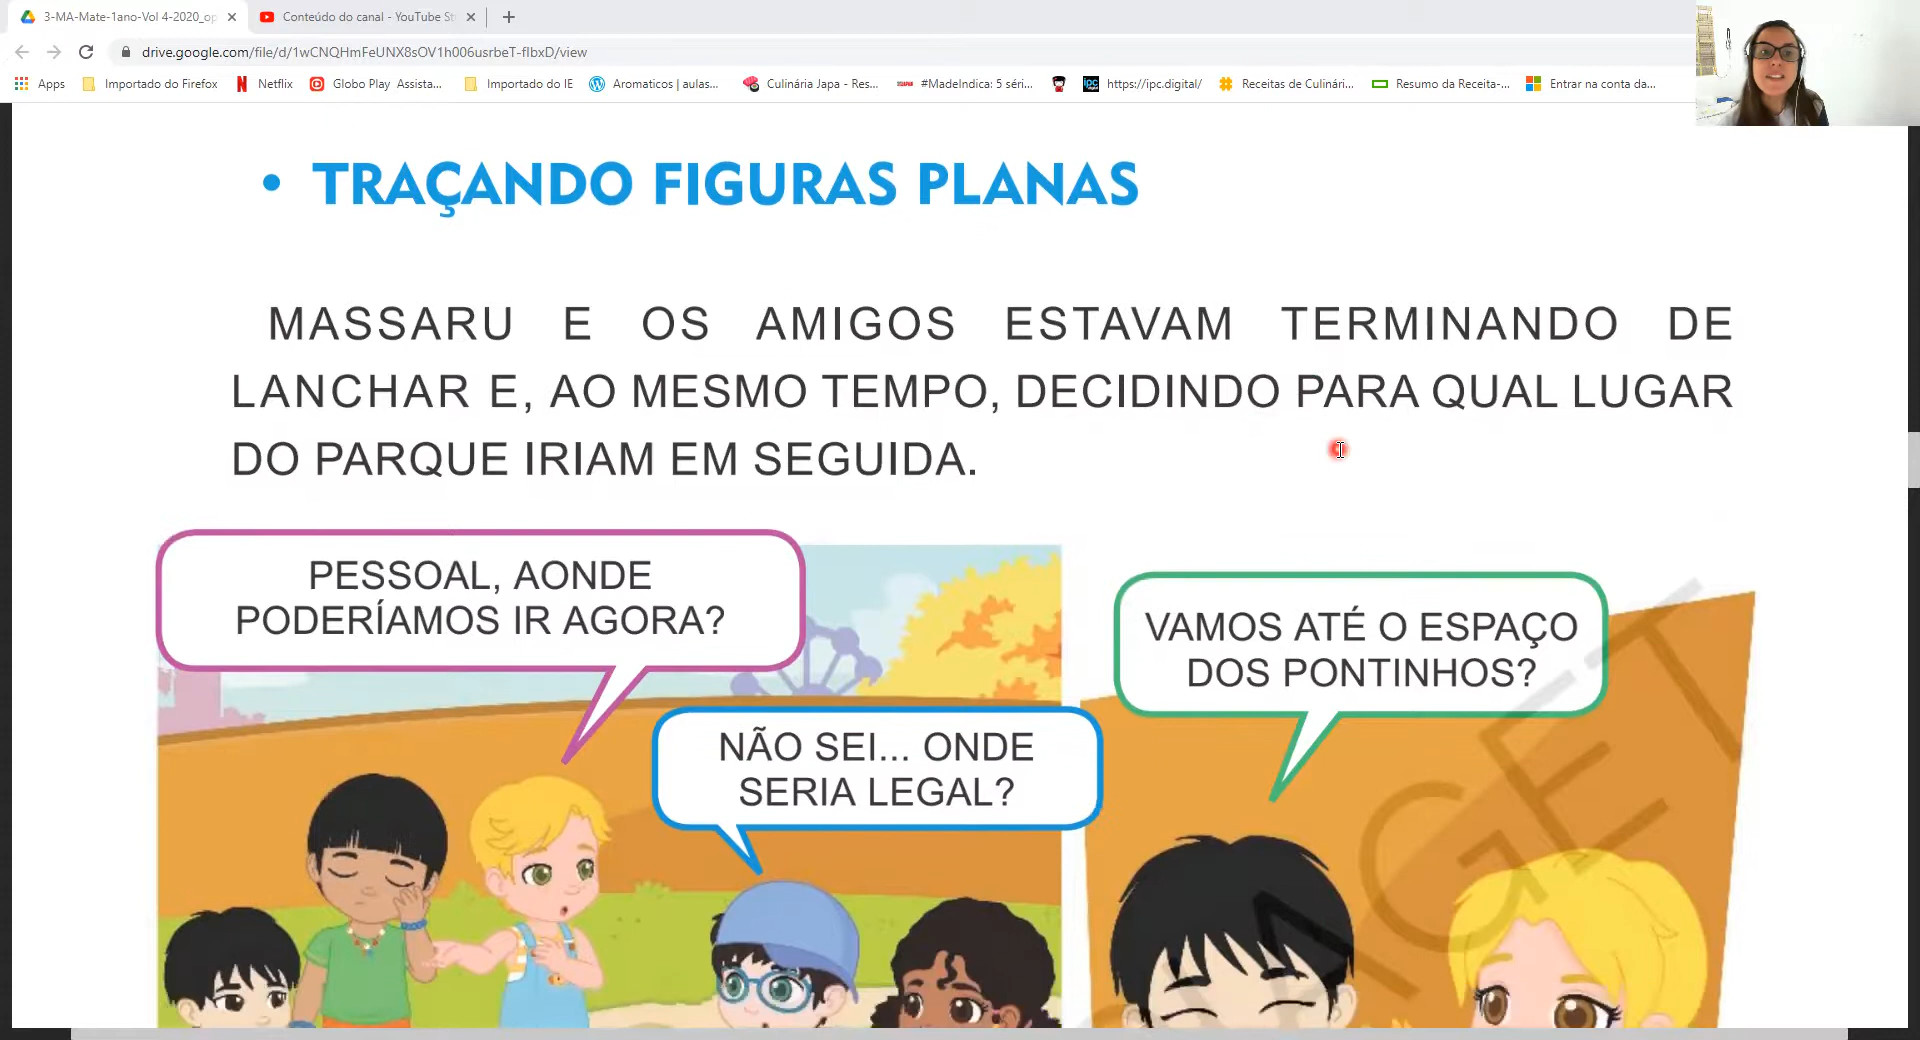 3-MA-Mate-1ano-Vol 4-2020_op
Conteúdo do canal - YouTube St
drive.google.com/file/d/1wCNQHmFeUNX8sOV1h006usrbeT-flbxD/view
Apps
Importado do Firefox
Netflix
Globo Play Assista...
Importado do IE
Aromaticos | aulas...
Culinária Japa - Res...
#MadeIndica: 5 séri...
https://ipc.digital/
Receitas de Culinári...
Resumo da Receita-...
Entrar na conta da...
• TRAÇANDO FIGURAS PLANAS
MASSARU E OS AMIGOS ESTAVAM TERMINANDO DE
LANCHAR E, AO MESMO TEMPO, DECIDINDO PARA QUAL LUGAR
DO PARQUE IRIAM EM SEGUIDA.
PESSOAL, AONDE
PODERÍAMOS IR AGORA?
NÃO SEI... ONDE
SERIA LEGAL?
VAMOS ATÉ O ESPAÇO
DOS PONTINHOS?